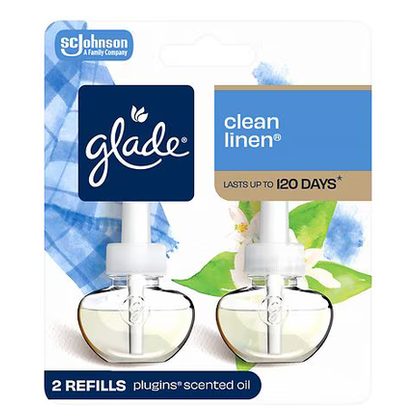 SC Johnson
A Family Company
glade®
clean
linen®
LASTS UP TO 120 DAYS*
2 REFILLS plugins® scented oil